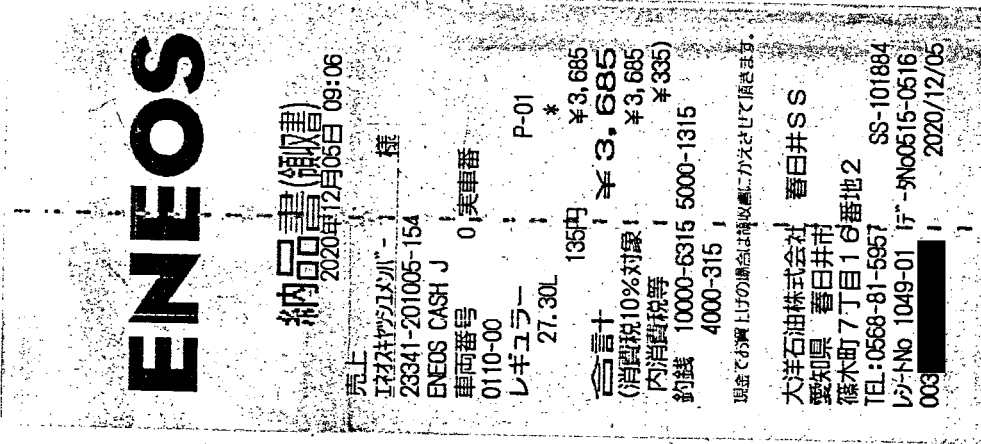 ENEOS
納品書(領収書)
2020年12月05日 09:06
売上
エネオスキャッシュメンバー 様
23341-201005-154
ENEOS CASH J
車両番号 0 実車番
0110-00
レギュラー P-01
27.30L *
135円 ¥3,685
合計 ¥3,685
(消費税10%対象 ¥3,685
内消費税等 ¥335)
釣銭 10000-6315 5000-1315
4000-315
現金でお買上げの場合は領収書にかえさせて頂きます。
大洋石油株式会社 春日井SS
愛知県 春日井市
篠木町7丁目16番地2
TEL:0568-81-5957 SS-101884
レシートNo 1049-01 データNo0515-0516
003 2020/12/05